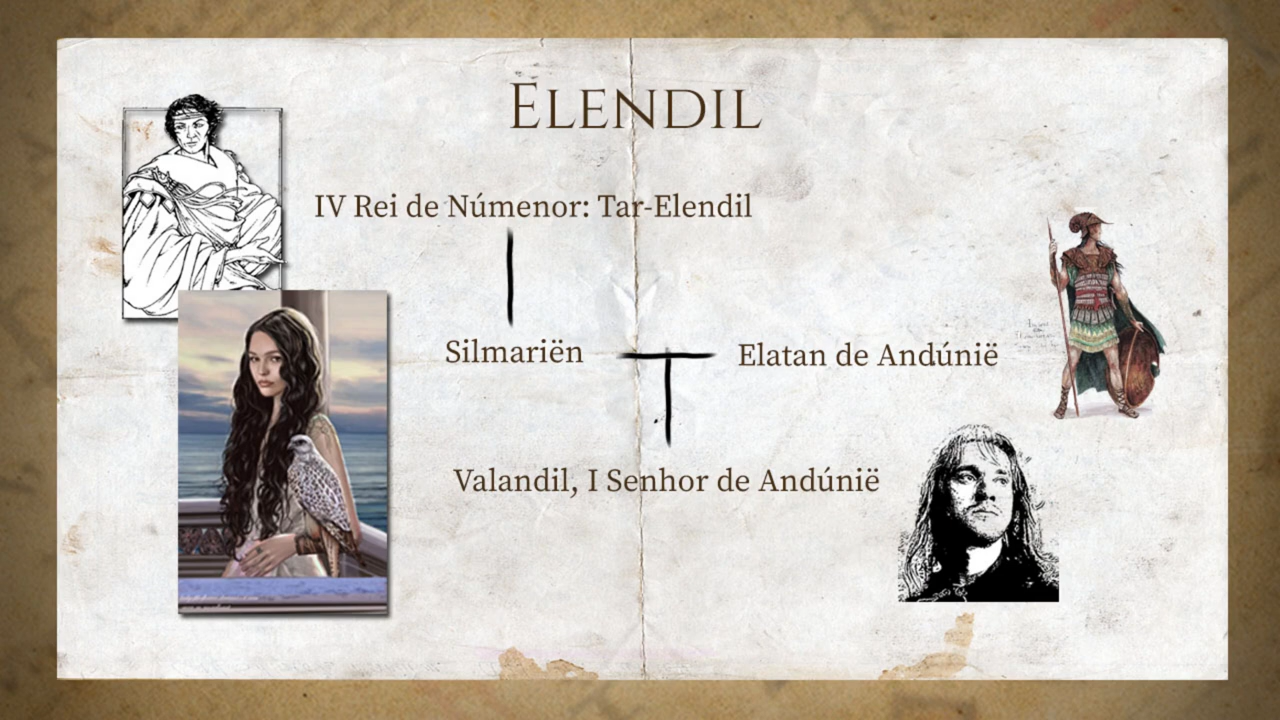 Elendil
IV Rei de Númenor: Tar-Elendil
Silmariën
Elatan de Andúnië
Valandil, I Senhor de Andúnië